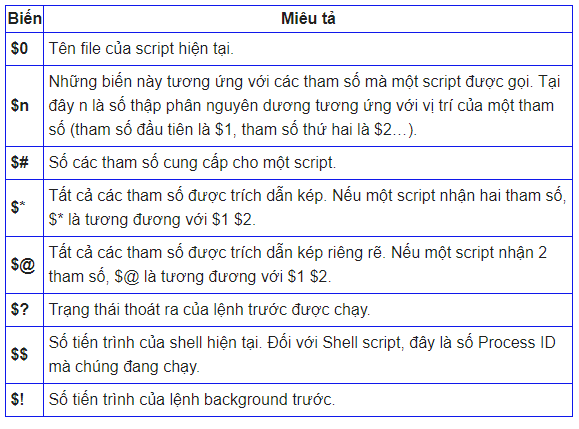 Biến Miêu tả
$0 Tên file của script hiện tại.
Những biến này tương ứng với các tham số mà một script được gọi. Tại
$n đây n là số thập phân nguyên dương tương ứng với vị trí của một tham
số (tham số đầu tiên là $1, tham số thứ hai là $2…).
$# Số các tham số cung cấp cho một script.
$* Tất cả các tham số được trích dẫn kép. Nếu một script nhận hai tham số,
$* là tương đương với $1 $2.
$@ Tất cả các tham số được trích dẫn kép riêng rẽ. Nếu một script nhận 2
tham số, $@ là tương đương với $1 $2.
$? Trạng thái thoát ra của lệnh trước được chạy.
$$ Số tiến trình của shell hiện tại. Đối với Shell script, đây là số Process ID
mà chúng đang chạy.
$! Số tiến trình của lệnh background trước.